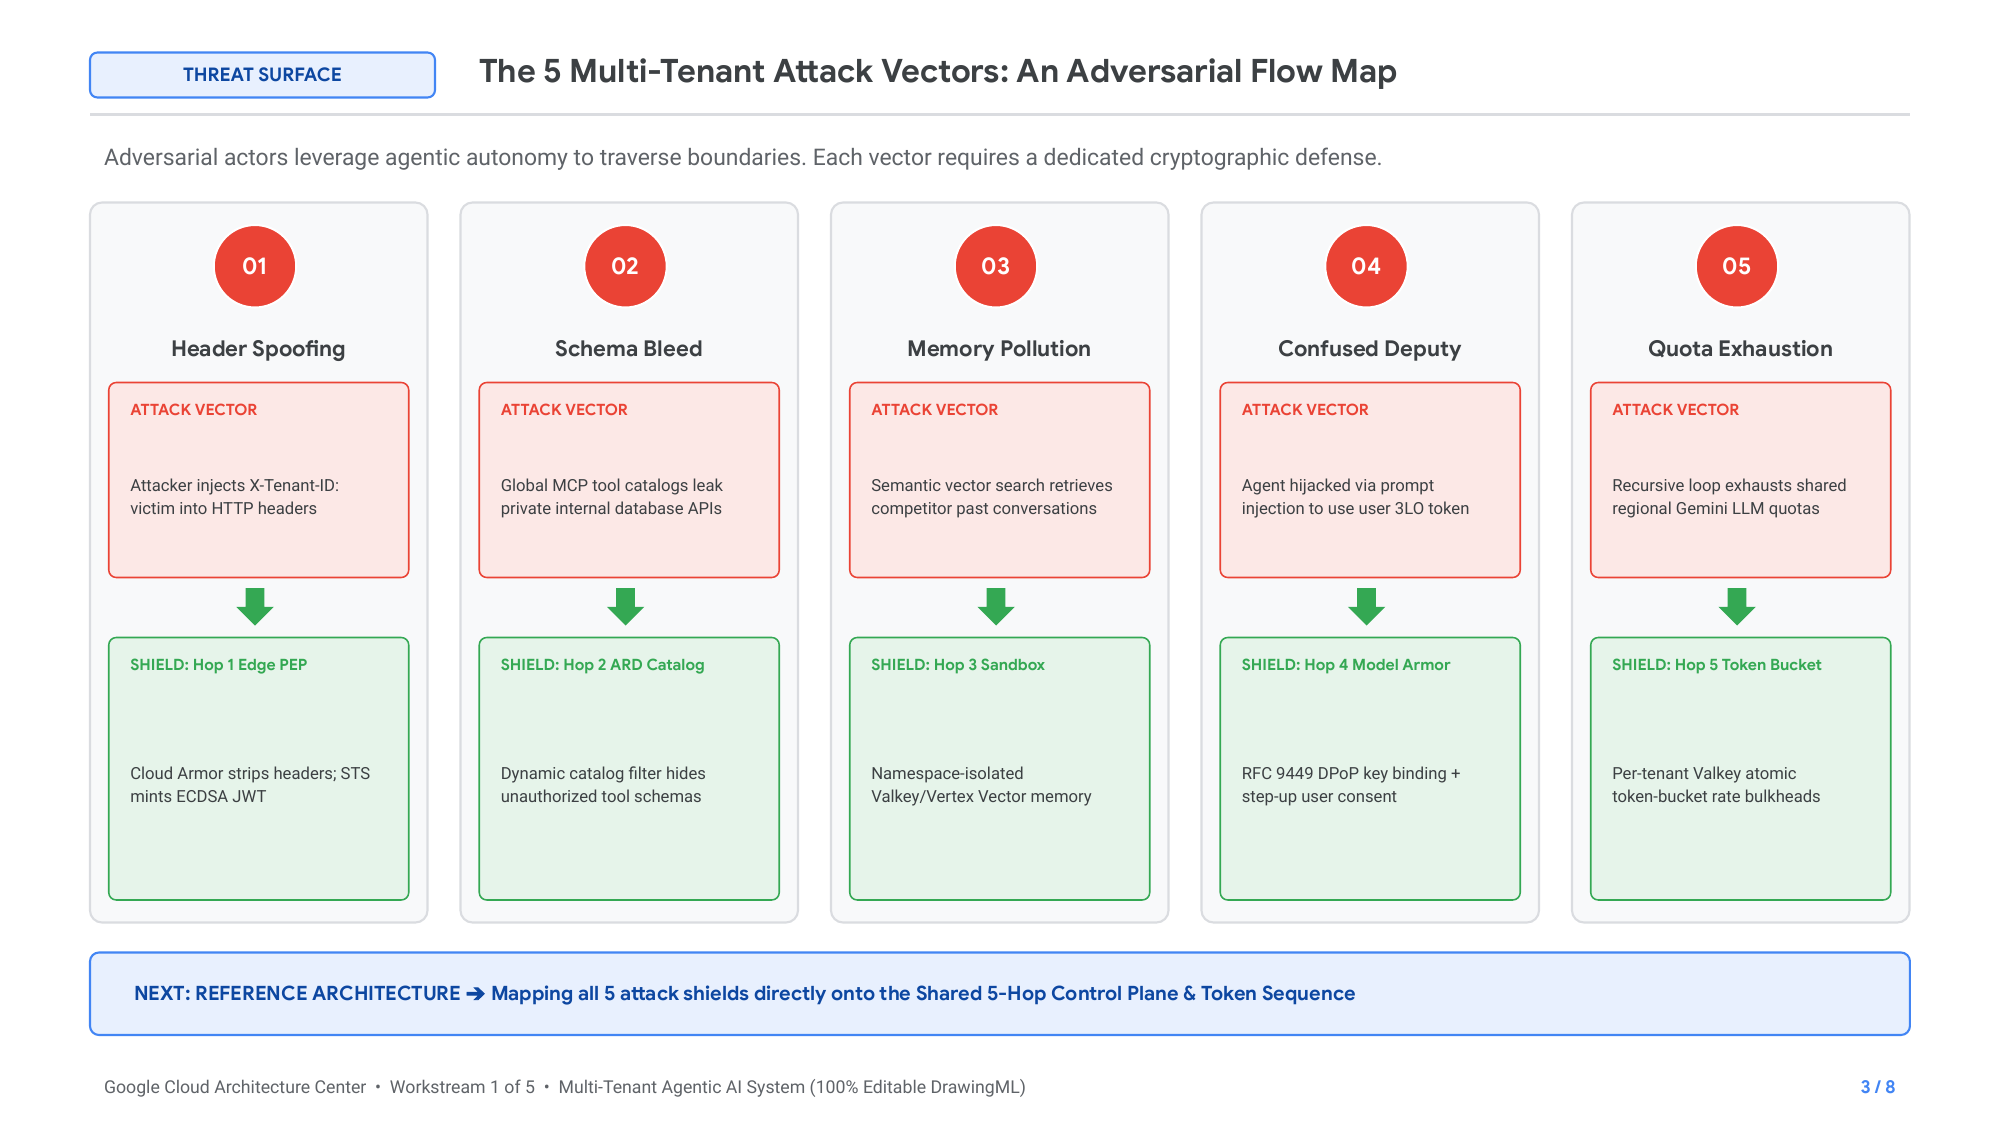 THREAT SURFACE
The 5 Multi-Tenant Attack Vectors: An Adversarial Flow Map
Adversarial actors leverage agentic autonomy to traverse boundaries. Each vector requires a dedicated cryptographic defense.
01
Header Spoofing
ATTACK VECTOR
Attacker injects X-Tenant-ID:
victim into HTTP headers
SHIELD: Hop 1 Edge PEP
Cloud Armor strips headers; STS
mints ECDSA JWT
02
Schema Bleed
ATTACK VECTOR
Global MCP tool catalogs leak
private internal database APIs
SHIELD: Hop 2 ARD Catalog
Dynamic catalog filter hides
unauthorized tool schemas
03
Memory Pollution
ATTACK VECTOR
Semantic vector search retrieves
competitor past conversations
SHIELD: Hop 3 Sandbox
Namespace-isolated
Valkey/Vertex Vector memory
04
Confused Deputy
ATTACK VECTOR
Agent hijacked via prompt
injection to use user 3LO token
SHIELD: Hop 4 Model Armor
RFC 9449 DPoP key binding +
step-up user consent
05
Quota Exhaustion
ATTACK VECTOR
Recursive loop exhausts shared
regional Gemini LLM quotas
SHIELD: Hop 5 Token Bucket
Per-tenant Valkey atomic
token-bucket rate bulkheads
NEXT: REFERENCE ARCHITECTURE ➔ Mapping all 5 attack shields directly onto the Shared 5-Hop Control Plane & Token Sequence
Google Cloud Architecture Center • Workstream 1 of 5 • Multi-Tenant Agentic AI System (100% Editable DrawingML)
3 / 8